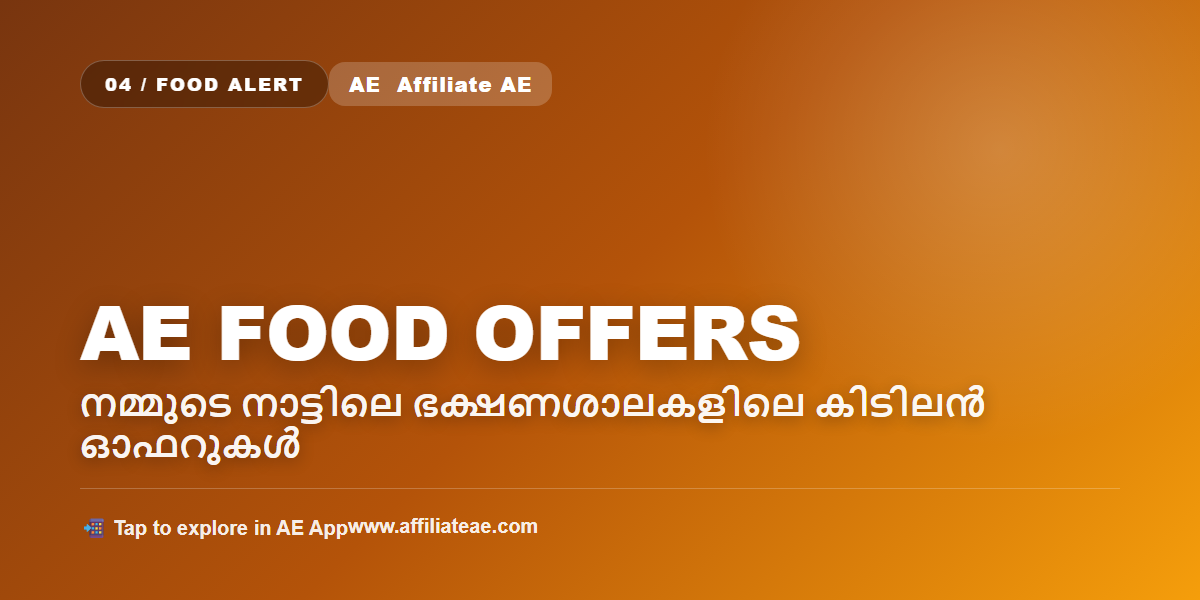 04 / FOOD ALERT
AE Affiliate AE
AE FOOD OFFERS
നമ്മുടെ നാട്ടിലെ ഭക്ഷണശാലകളിലെ കിടിലൻ
ഓഫറുകൾ
📲 Tap to explore in AE Appwww.affiliateae.com